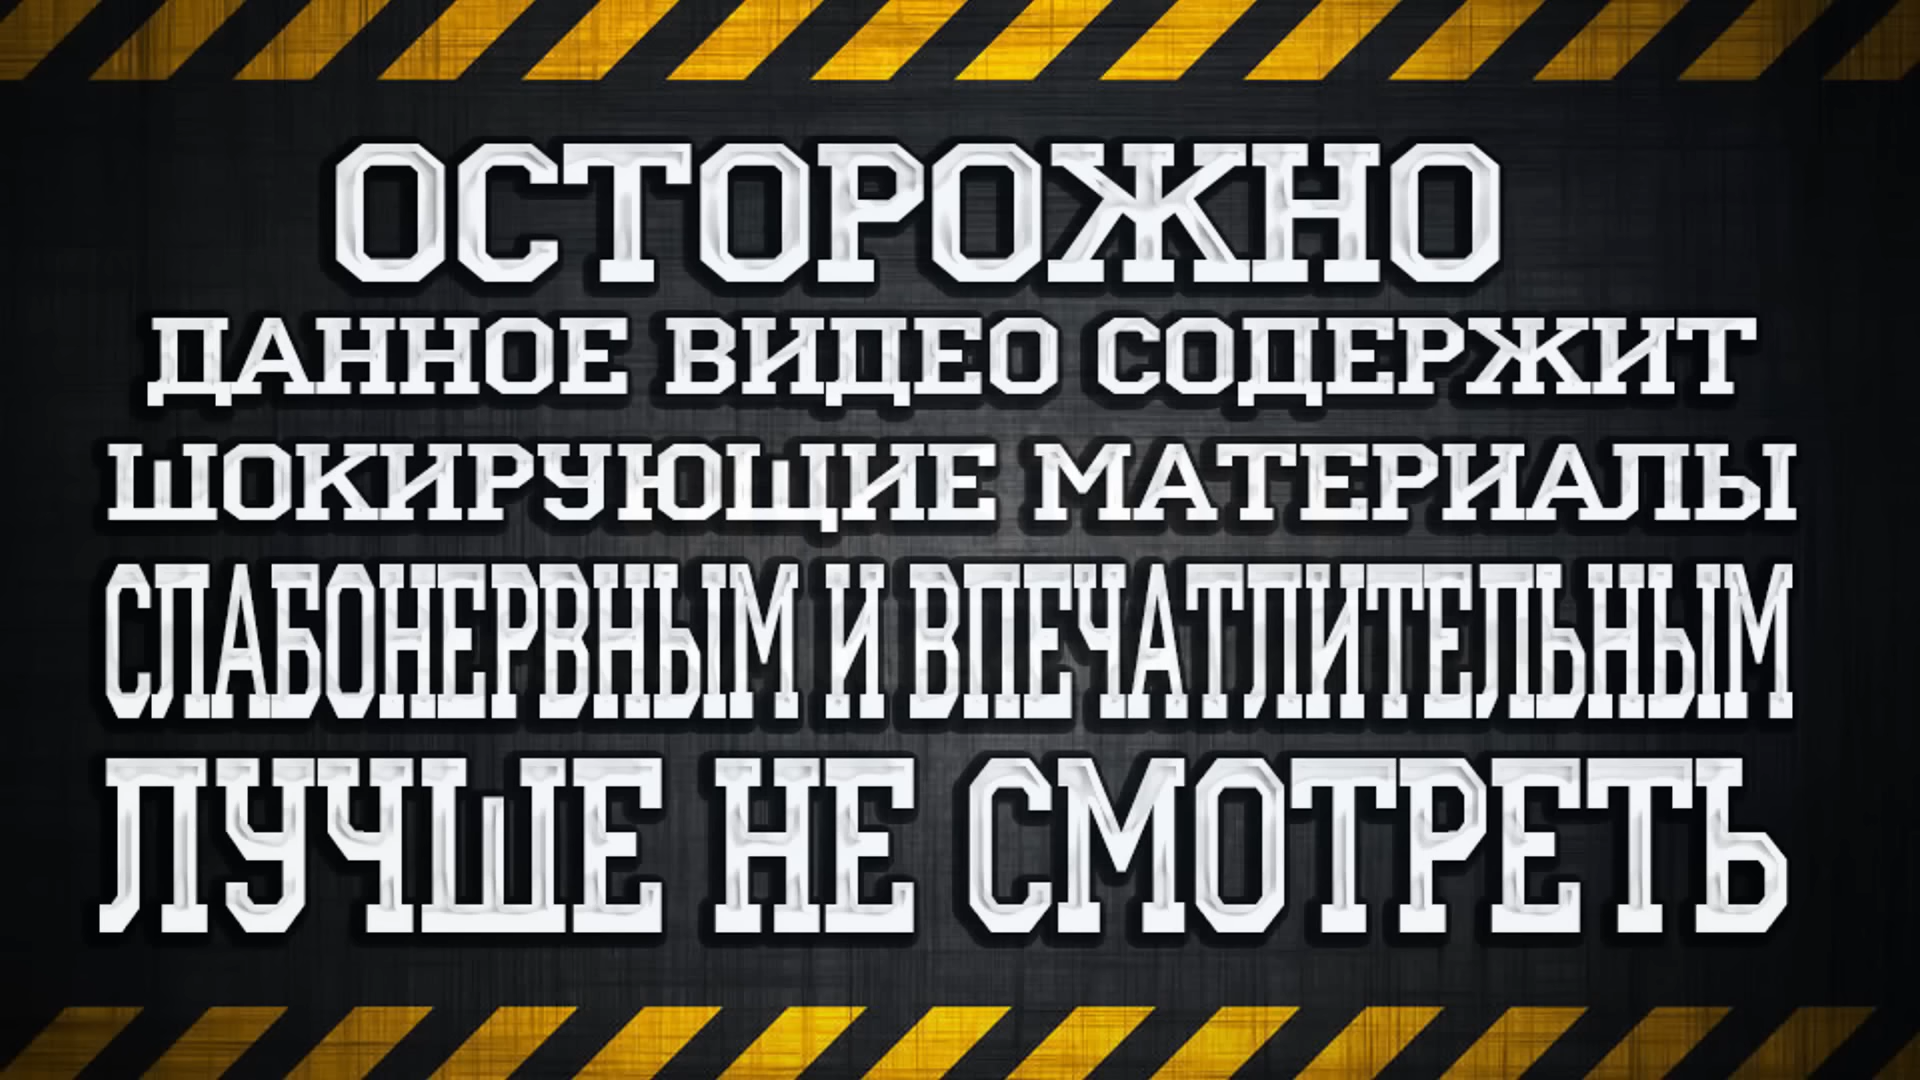 ОСТОРОЖНО
ДАННОЕ ВИДЕО СОДЕРЖИТ
ШОКИРУЮЩИЕ МАТЕРИАЛЫ
СЛАБОНЕРВНЫМ И ВПЕЧАТЛИТЕЛЬНЫМ
ЛУЧШЕ НЕ СМОТРЕТЬ